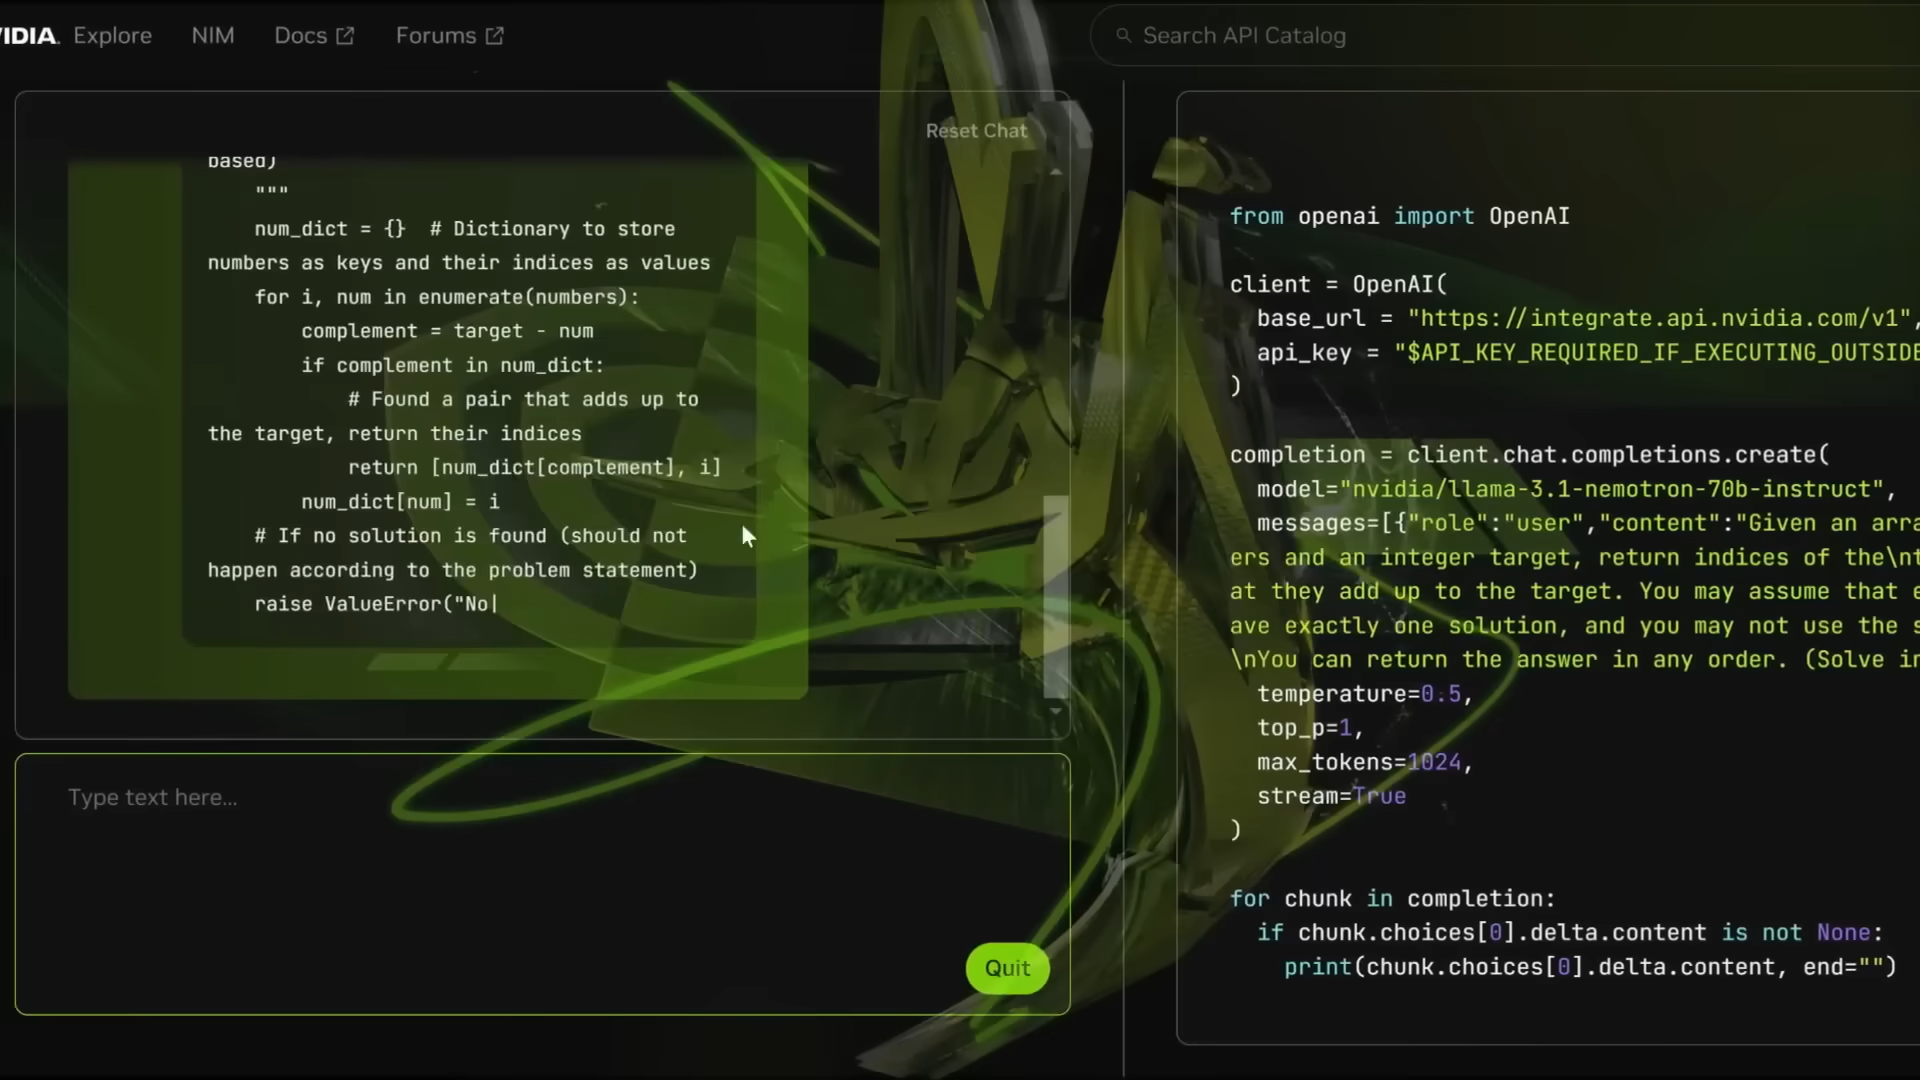 VIDIA. Explore NIM Docs Forums
Search API Catalog
Reset Chat
based)
"""
num_dict = {}  # Dictionary to store
numbers as keys and their indices as values
for i, num in enumerate(numbers):
complement = target - num
if complement in num_dict:
# Found a pair that adds up to
the target, return their indices
return [num_dict[complement], i]
num_dict[num] = i
# If no solution is found (should not
happen according to the problem statement)
raise ValueError("No
Type text here...
Quit
from openai import OpenAI
client = OpenAI(
base_url = "https://integrate.api.nvidia.com/v1",
api_key = "$API_KEY_REQUIRED_IF_EXECUTING_OUTSIDE
)
completion = client.chat.completions.create(
model="nvidia/llama-3.1-nemotron-70b-instruct",
messages=[{"role":"user","content":"Given an arra
ers and an integer target, return indices of the\nt
at they add up to the target. You may assume that e
ave exactly one solution, and you may not use the s
\nYou can return the answer in any order. (Solve in
temperature=0.5,
top_p=1,
max_tokens=1024,
stream=True
)
for chunk in completion:
if chunk.choices[0].delta.content is not None:
print(chunk.choices[0].delta.content, end="")